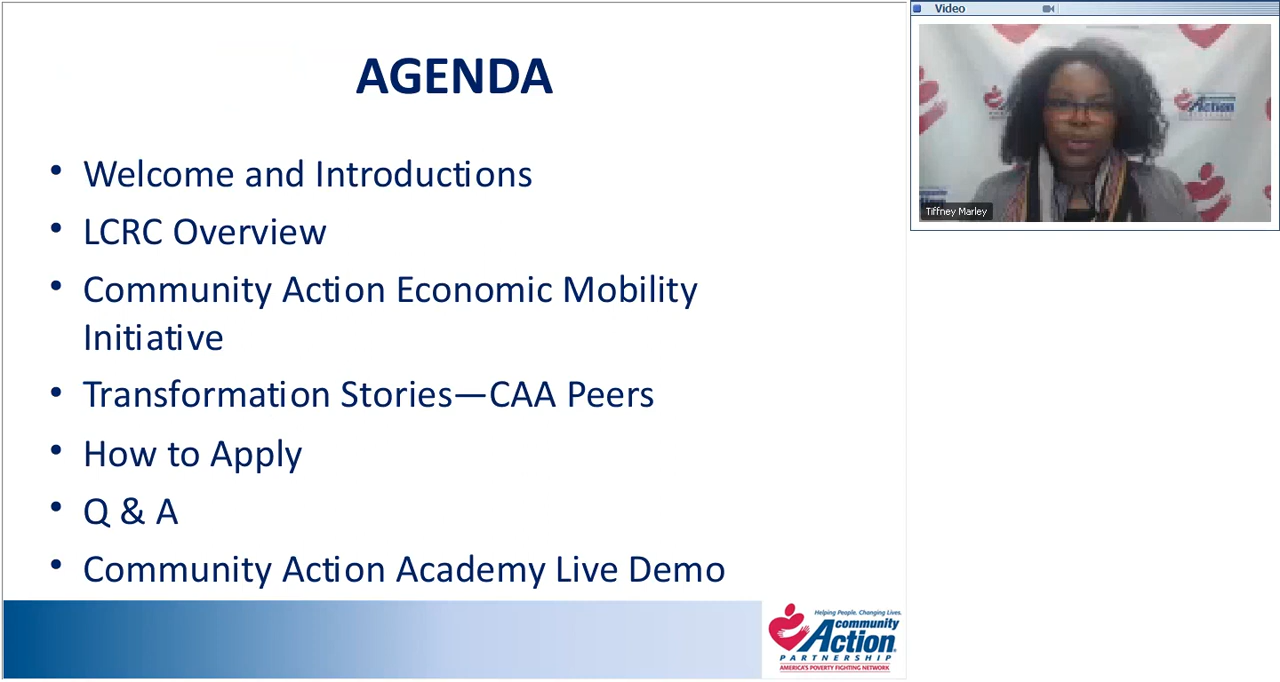 AGENDA
• Welcome and Introductions
• LCRC Overview
• Community Action Economic Mobility
Initiative
• Transformation Stories—CAA Peers
• How to Apply
• Q & A
• Community Action Academy Live Demo
Helping People. Changing Lives.
community
Action
PARTNERSHIP
AMERICA'S POVERTY FIGHTING NETWORK
Video
Action
Tiffney Marley